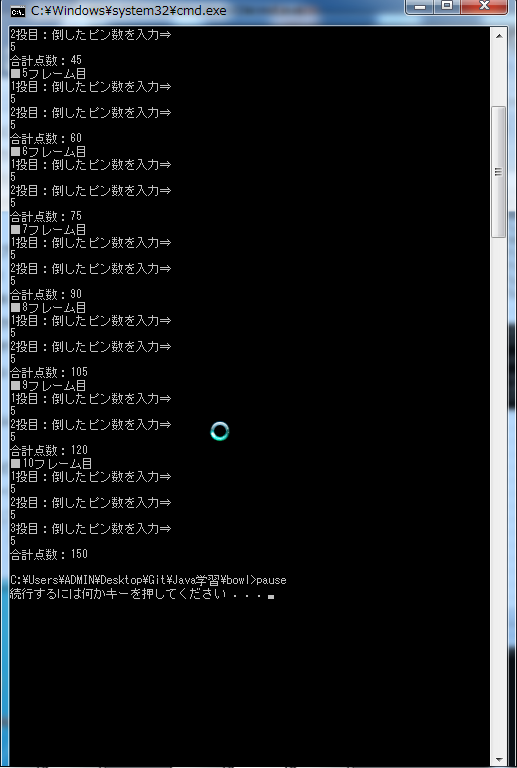 C:¥Windows¥system32¥cmd.exe
2投目：倒したピン数を入力⇒
5
合計点数：45
■5フレーム目
1投目：倒したピン数を入力⇒
5
2投目：倒したピン数を入力⇒
5
合計点数：60
■6フレーム目
1投目：倒したピン数を入力⇒
5
2投目：倒したピン数を入力⇒
5
合計点数：75
■7フレーム目
1投目：倒したピン数を入力⇒
5
2投目：倒したピン数を入力⇒
5
合計点数：90
■8フレーム目
1投目：倒したピン数を入力⇒
5
2投目：倒したピン数を入力⇒
5
合計点数：105
■9フレーム目
1投目：倒したピン数を入力⇒
5
2投目：倒したピン数を入力⇒
5
合計点数：120
■10フレーム目
1投目：倒したピン数を入力⇒
5
2投目：倒したピン数を入力⇒
5
3投目：倒したピン数を入力⇒
5
合計点数：150
C:¥Users¥ADMIN¥Desktop¥Git¥Java学習¥bowl>pause
続行するには何かキーを押してください . . .